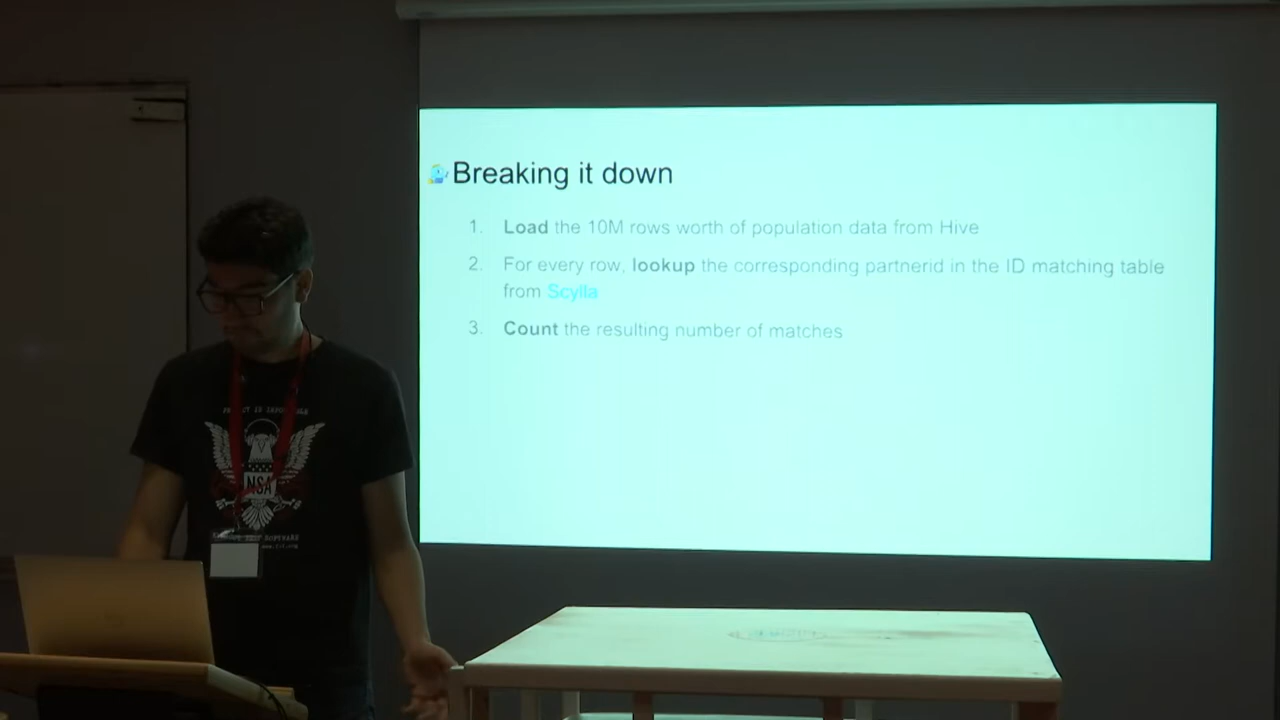 Breaking it down
1. Load the 10M rows worth of population data from Hive
2. For every row, lookup the corresponding partnerid in the ID matching table
from Scylla
3. Count the resulting number of matches
NSA